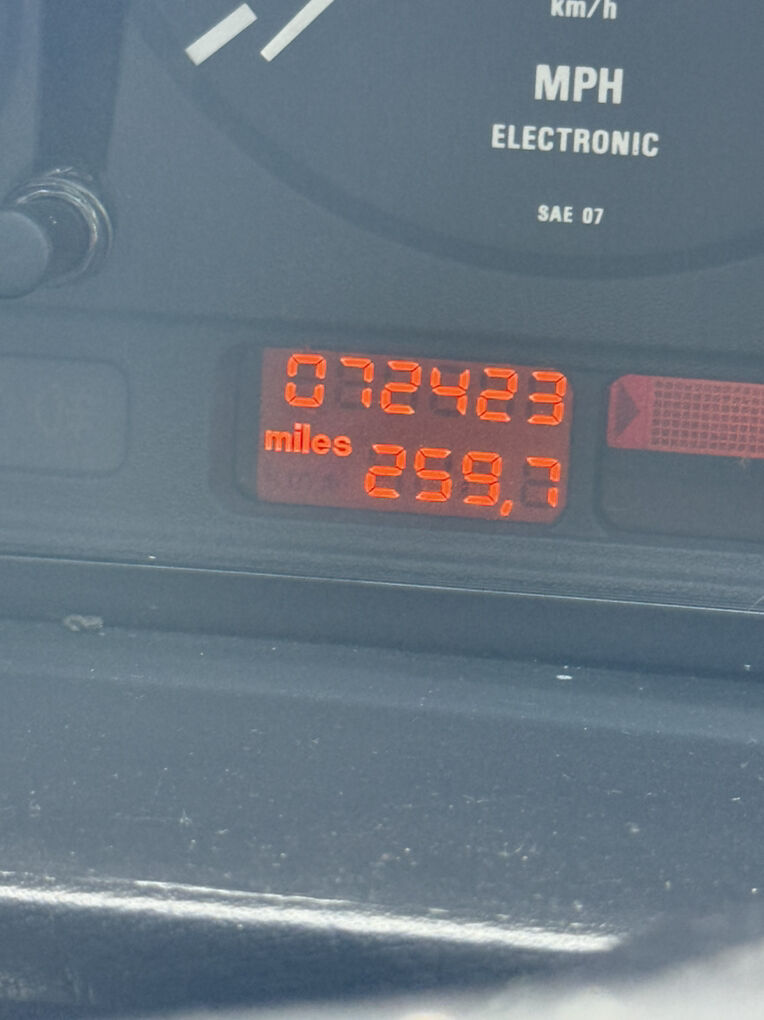 km/h
MPH
ELECTRONIC
SAE 07
072423
miles
259,7